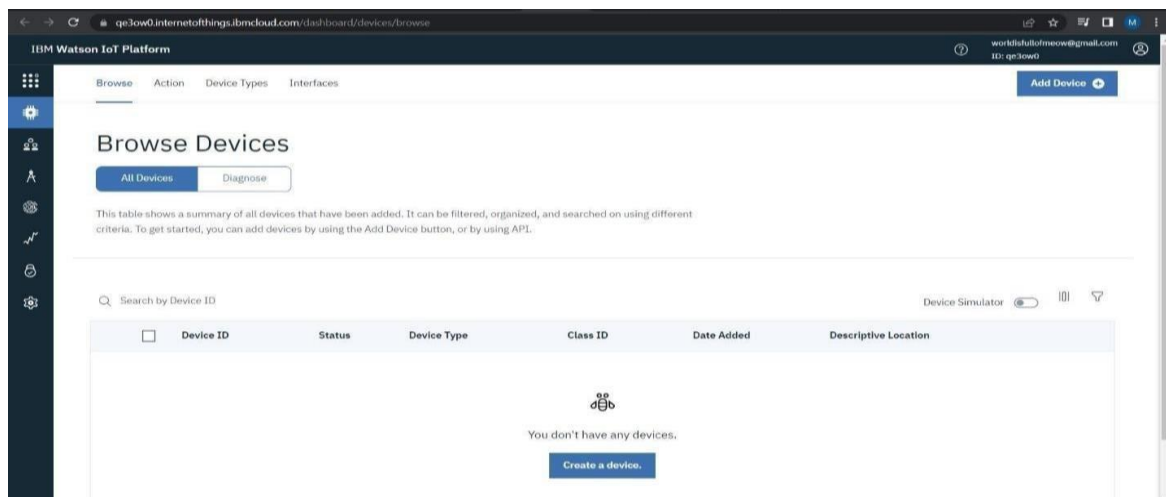 qe3ow0.internetofthings.ibmcloud.com/dashboard/devices/browse
M
IBM Watson IoT Platform
worldisfullofmeow@gmail.com
ID: qe3ow0
Browse Action Device Types Interfaces
Add Device
Browse Devices
All Devices Diagnose
This table shows a summary of all devices that have been added. It can be filtered, organized, and searched on using different
criteria. To get started, you can add devices by using the Add Device button, or by using API.
Search by Device ID
Device Simulator
Device ID Status Device Type Class ID Date Added Descriptive Location
You don't have any devices.
Create a device.